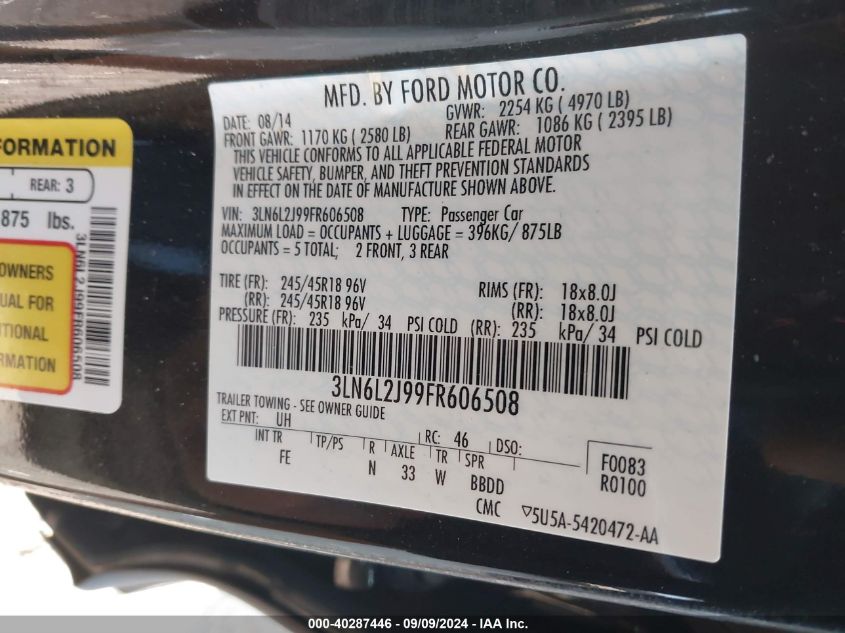 MFD. BY FORD MOTOR CO.
DATE: 08/14 GVWR: 2254 KG ( 4970 LB)
FRONT GAWR: 1170 KG ( 2580 LB) REAR GAWR: 1086 KG ( 2395 LB)
THIS VEHICLE CONFORMS TO ALL APPLICABLE FEDERAL MOTOR
VEHICLE SAFETY, BUMPER, AND THEFT PREVENTION STANDARDS
IN EFFECT ON THE DATE OF MANUFACTURE SHOWN ABOVE.
VIN: 3LN6L2J99FR606508 TYPE: Passenger Car
MAXIMUM LOAD = OCCUPANTS + LUGGAGE = 396KG/ 875LB
OCCUPANTS = 5 TOTAL; 2 FRONT, 3 REAR
TIRE (FR): 245/45R18 96V RIMS (FR): 18x8.0J
(RR): 245/45R18 96V (RR): 18x8.0J
PRESSURE (FR): 235 kPa/ 34 PSI COLD (RR): 235 kPa/ 34 PSI COLD
3LN6L2J99FR606508
TRAILER TOWING - SEE OWNER GUIDE
EXT PNT: UH RC: 46 DSO:
INT TR TP/PS R AXLE TR SPR
FE N 33 W BBDD
F0083
R0100
CMC ▽5U5A-5420472-AA
FORMATION
REAR: 3
875 lbs.
OWNERS
UAL FOR
TIONAL
RMATION
3LN6L2J99FR606508
000-40287446 - 09/09/2024 - IAA Inc.